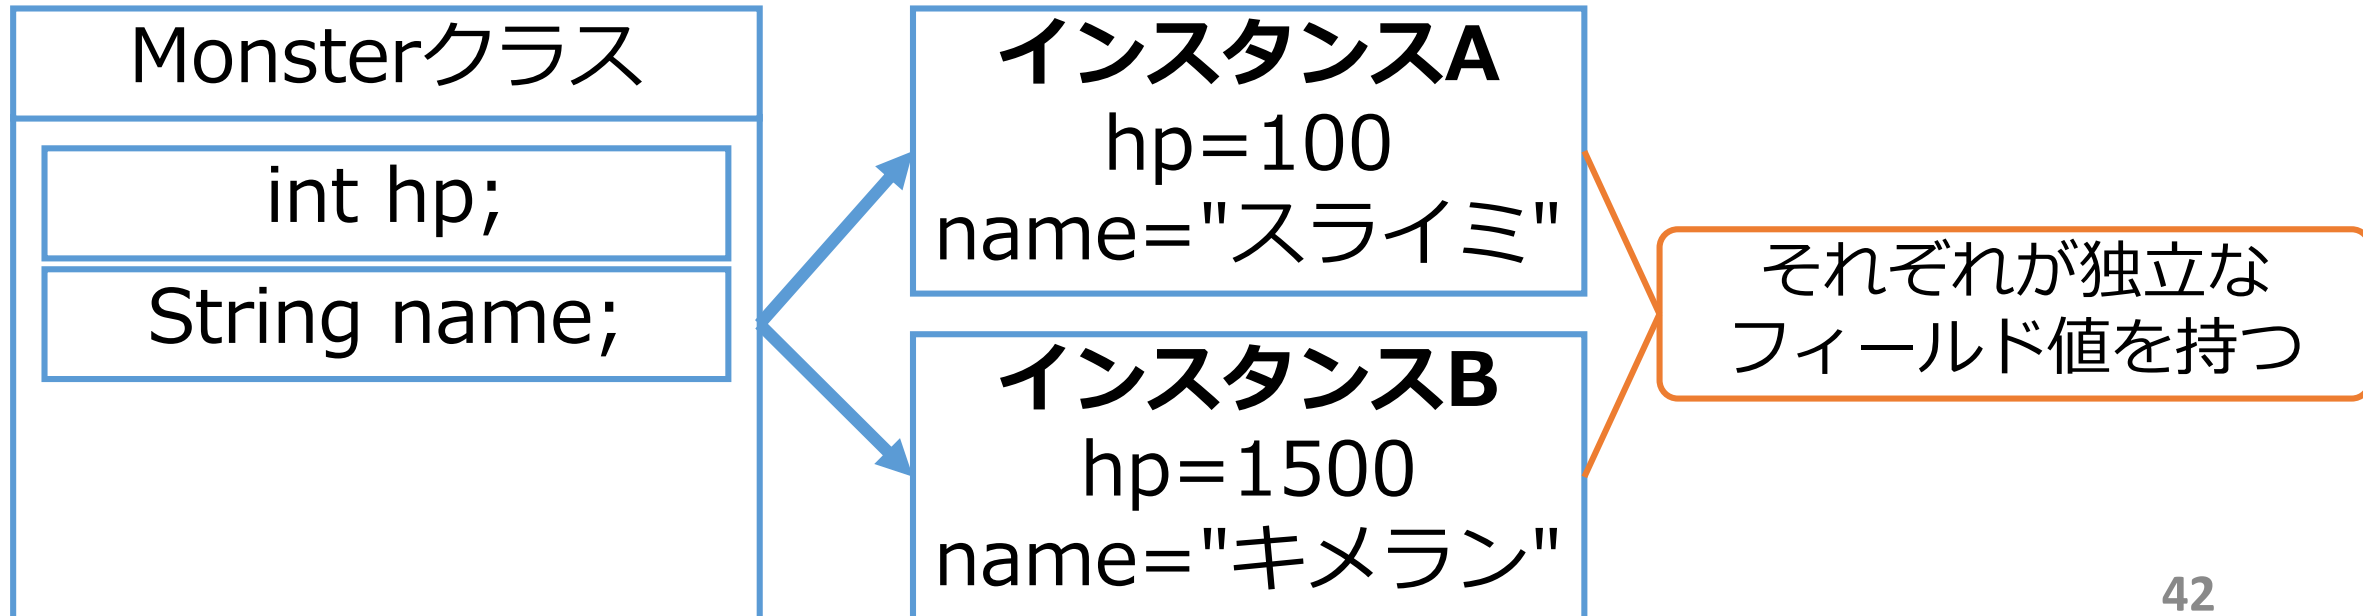 Monsterクラス
int hp;
String name;
インスタンスA
hp=100
name="スライミ"
インスタンスB
hp=1500
name="キメラン"
それぞれが独立な
フィールド値を持つ
42